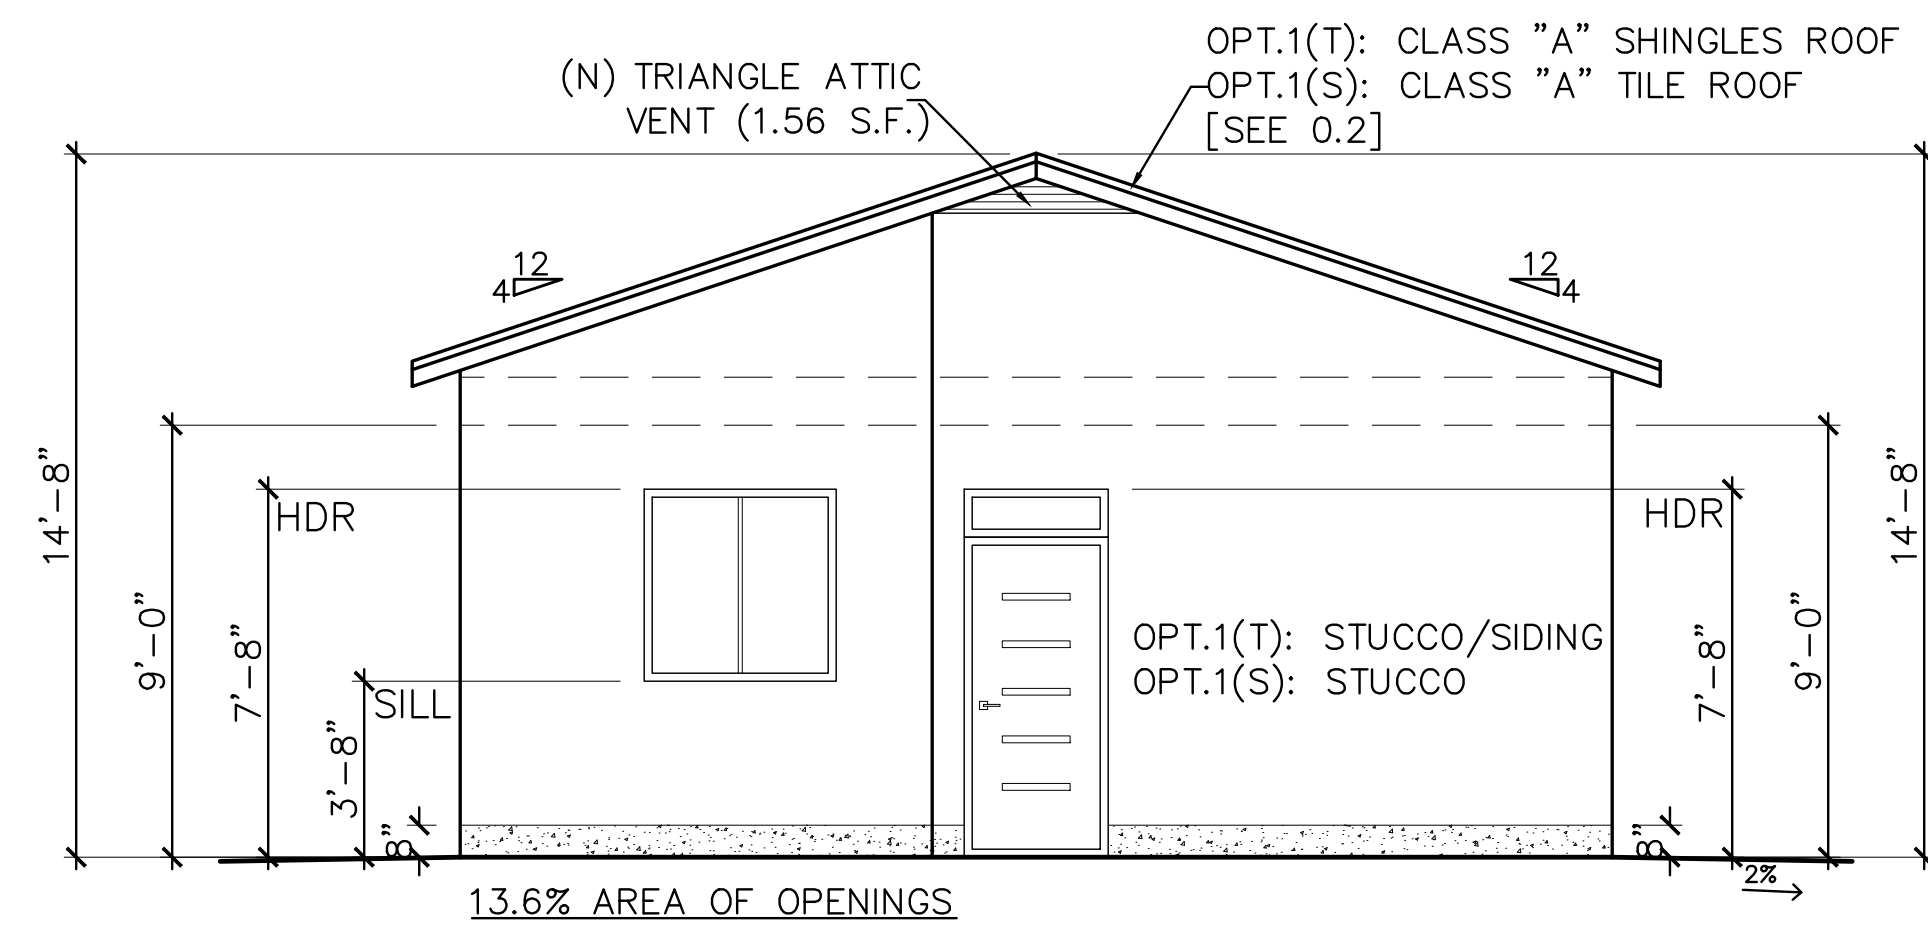 OPT.1(T): CLASS "A" SHINGLES ROOF
OPT.1(S): CLASS "A" TILE ROOF
[SEE 0.2]
(N) TRIANGLE ATTIC
VENT (1.56 S.F.)
12
4
12
4
14'-8"
9'-0"
7'-8"
HDR
3'-8"
SILL
8"
HDR
14'-8"
9'-0"
7'-8"
8"
OPT.1(T): STUCCO/SIDING
OPT.1(S): STUCCO
2%
13.6% AREA OF OPENINGS